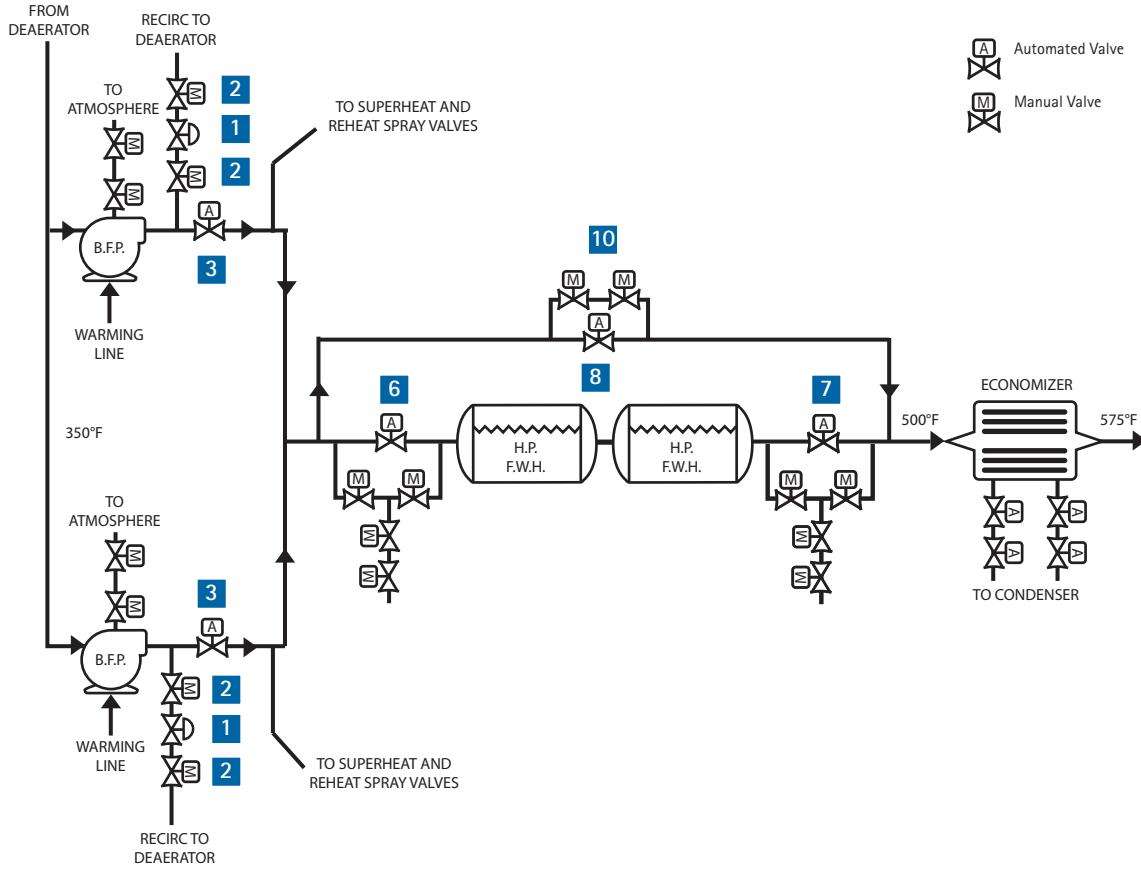 FROM
DEAERATOR
RECIRC TO
DEAERATOR
A
Automated Valve
M
Manual Valve
TO
ATMOSPHERE
M
2
TO SUPERHEAT AND
REHEAT SPRAY VALVES
M
1
M
M
2
A
B.F.P.
3
10
WARMING
LINE
M
M
A
8
6
7
ECONOMIZER
350°F
A
H.P.
F.W.H.
H.P.
F.W.H.
A
500°F
575°F
M
M
M
M
TO
ATMOSPHERE
M
M
A
A
M
M
M
A
A
TO CONDENSER
M
3
A
B.F.P.
M
2
1
WARMING
LINE
M
2
TO SUPERHEAT AND
REHEAT SPRAY VALVES
RECIRC TO
DEAERATOR